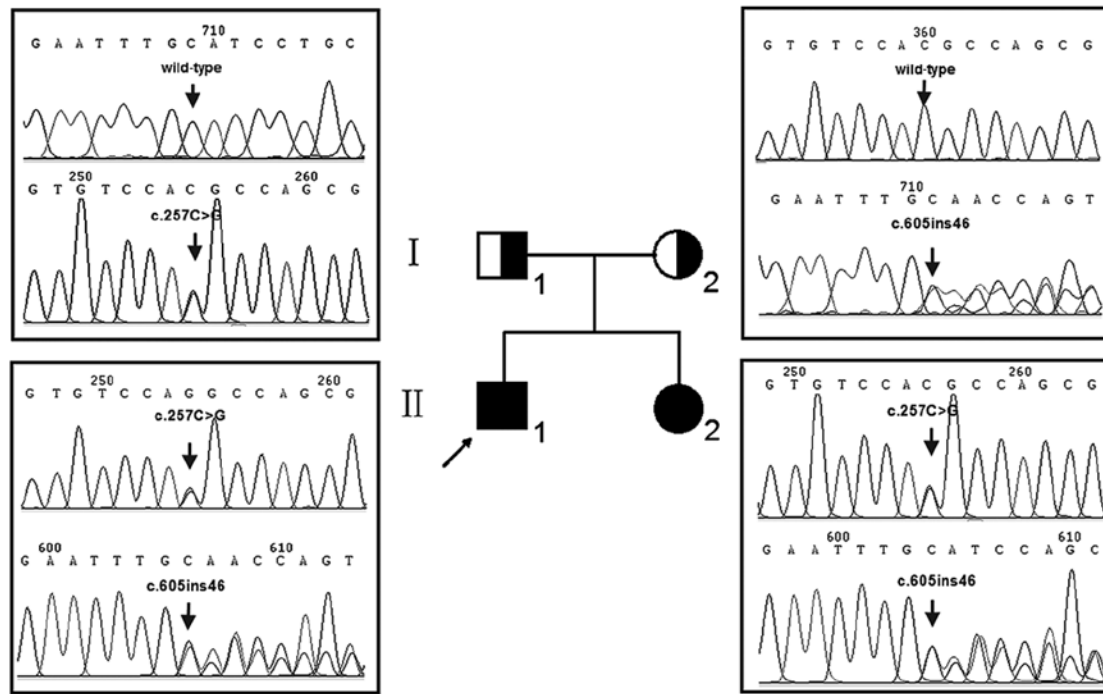 710
G A A T T T G C A T C C T G C
wild-type
250 260
G T G T C C A C G C C A G C G
c.257C>G
360
G T G T C C A C G C C A G C G
wild-type
710
G A A T T T G C A A C C A G T
c.605ins46
I
1
2
II
1
2
250 260
G T G T C C A G G C C A G C G
c.257C>G
600 610
G A A T T T G C A A C C A G T
c.605ins46
250 260
G T G T C C A C G C C A G C G
c.257C>G
600 610
G A A T T T G C A T C C A G C
c.605ins46